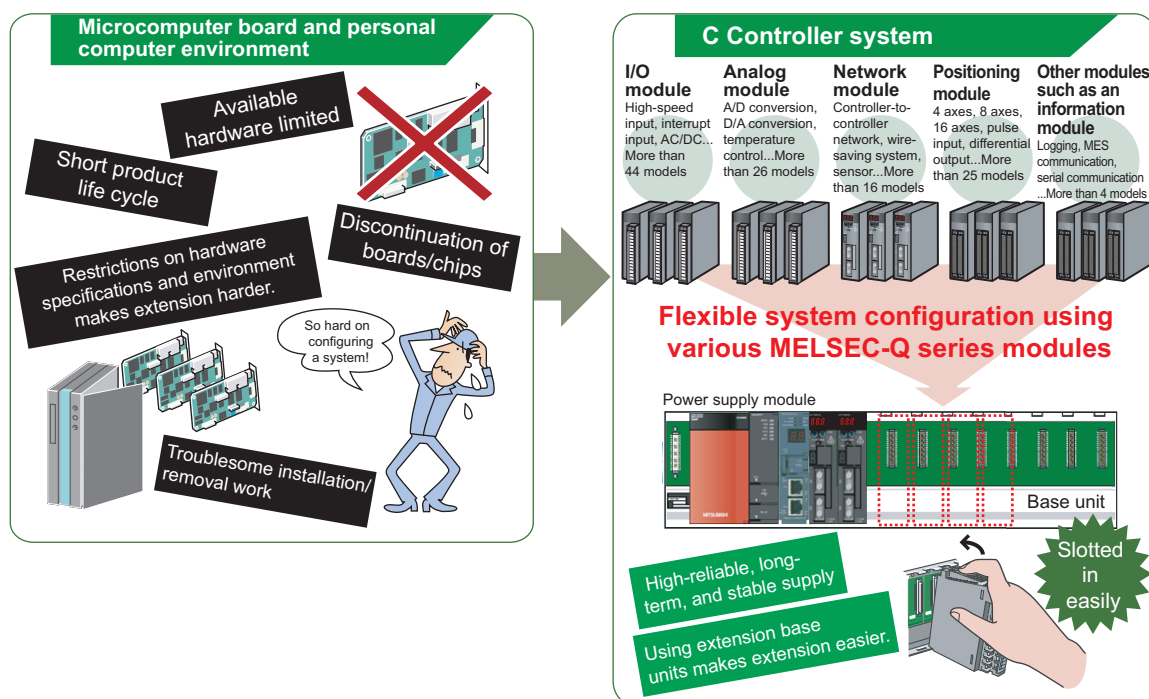 Microcomputer board and personal
computer environment
Available
hardware limited
Short product
life cycle
Discontinuation of
boards/chips
Restrictions on hardware
specifications and environment
makes extension harder.
So hard on
configuring
a system!
Troublesome installation/
removal work
C Controller system
I/O
module
High-speed
input, interrupt
input, AC/DC...
More than
44 models
Analog
module
A/D conversion,
D/A conversion,
temperature
control...More
than 26 models
Network
module
Controller-to-
controller
network, wire-
saving system,
sensor...More
than 16 models
Positioning
module
4 axes, 8 axes,
16 axes, pulse
input, differential
output...More
than 25 models
Other modules
such as an
information
module
Logging, MES
communication,
serial communication
...More than 4 models
Flexible system configuration using
various MELSEC-Q series modules
Power supply module
MITSUBISHI
Base unit
Slotted
in
easily
High-reliable, long-
term, and stable supply
Using extension base
units makes extension easier.